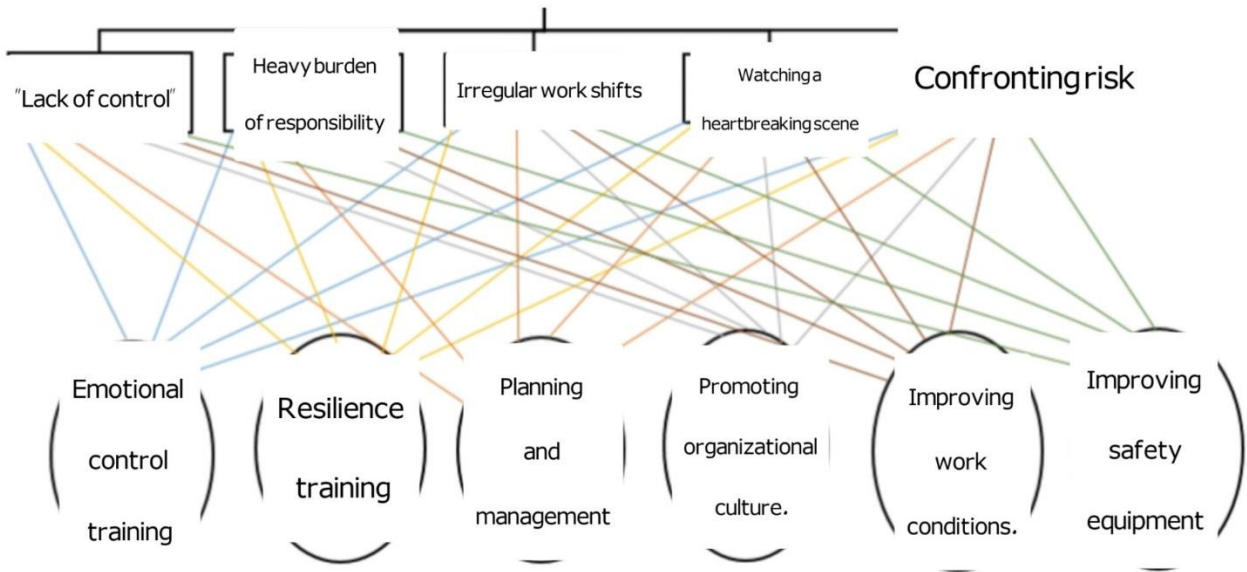 "Lack of control"
Heavy burden
of responsibility
Irregular work shifts
Watching a
heartbreaking scene
Confronting risk
Emotional
control
training
Resilience
training
Planning
and
management
Promoting
organizational
culture.
Improving
work
conditions.
Improving
safety
equipment